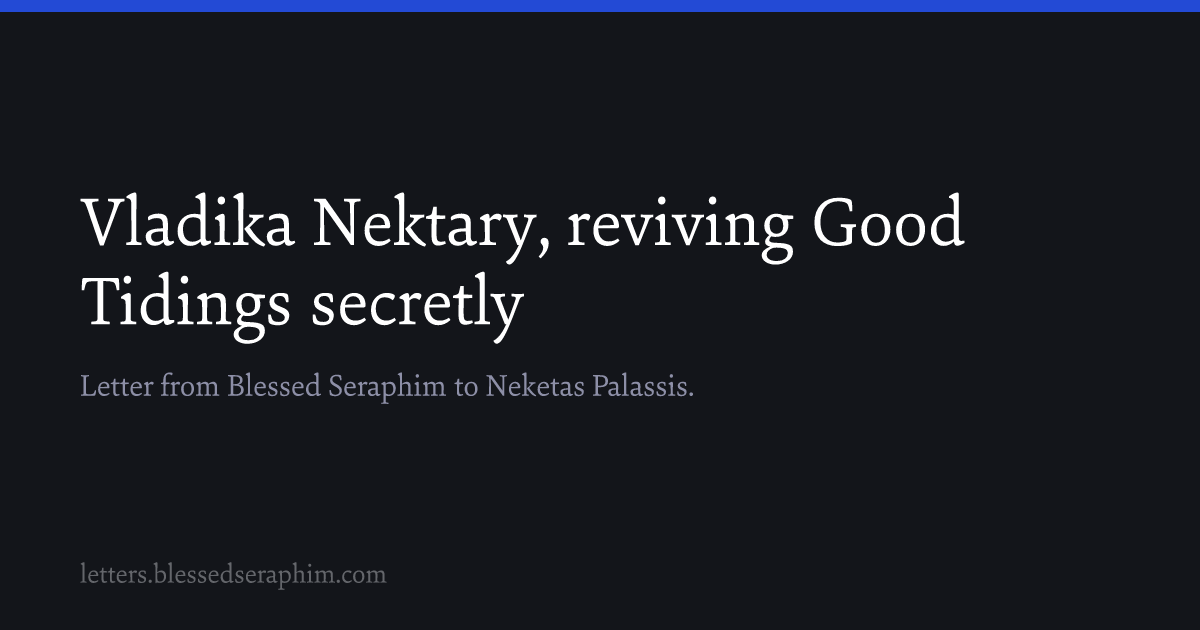 Vladika Nektary, reviving Good
Tidings secretly
Letter from Blessed Seraphim to Neketas Palassis.
letters.blessedseraphim.com